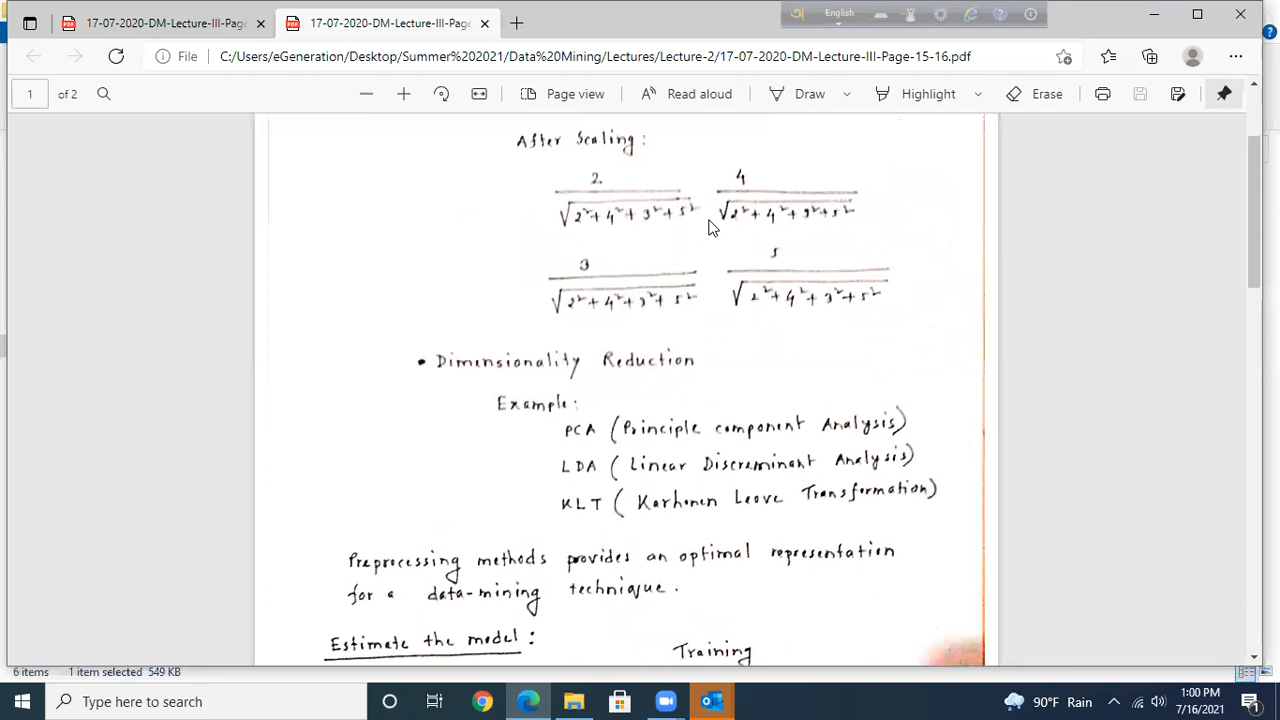 17-07-2020-DM-Lecture-III-Page-
17-07-2020-DM-Lecture-III-Page-
English
File
C:/Users/eGeneration/Desktop/Summer%202021/Data%20Mining/Lectures/Lecture-2/17-07-2020-DM-Lecture-III-Page-15-16.pdf
1 of 2
Page view
Read aloud
Draw
Highlight
Erase
After Scaling:
2 4
√2²+4²+3²+5² √2²+4²+3²+5²
3 5
√2²+4²+3²+5² √2²+4²+3²+5²
• Dimensionality Reduction
Example:
PCA (Principle component Analysis)
LDA (Linear Discreminant Analysis)
KLT (Karhonen Leove Transformation)
Preprocessing methods provides an optimal representation
for a data-mining technique.
Estimate the model:
Training
6 items 1 item selected 549 KB
Type here to search
90°F Rain
1:00 PM
7/16/2021